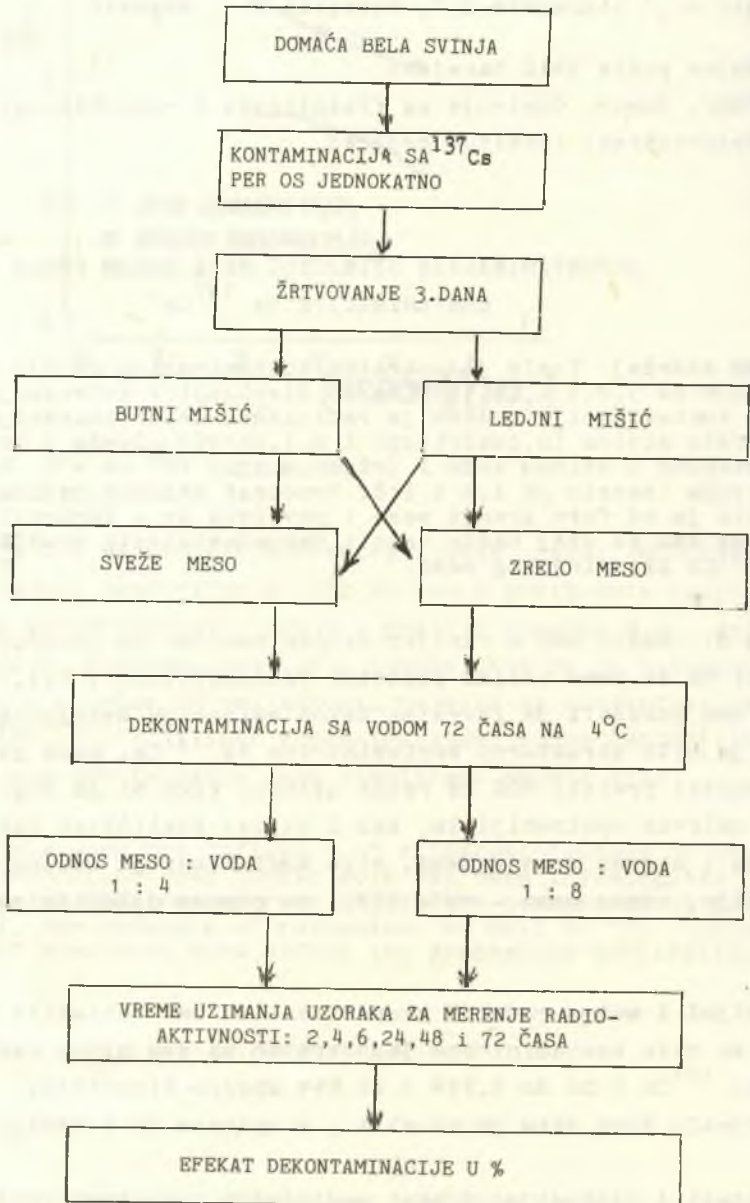 DOMAĆA BELA SVINJA
KONTAMINACIJA SA ¹³⁷Cs
PER OS JEDNOKATNO
ŽRTVOVANJE 3.DANA
BUTNI MIŠIĆ
LEDJNI MIŠIĆ
SVEŽE MESO
ZRELO MESO
DEKONTAMINACIJA SA VODOM 72 ČASA NA 4°C
ODNOS MESO : VODA
1 : 4
ODNOS MESO : VODA
1 : 8
VREME UZIMANJA UZORAKA ZA MERENJE RADIO-
AKTIVNOSTI: 2,4,6,24,48 i 72 ČASA
EFEKAT DEKONTAMINACIJE U %